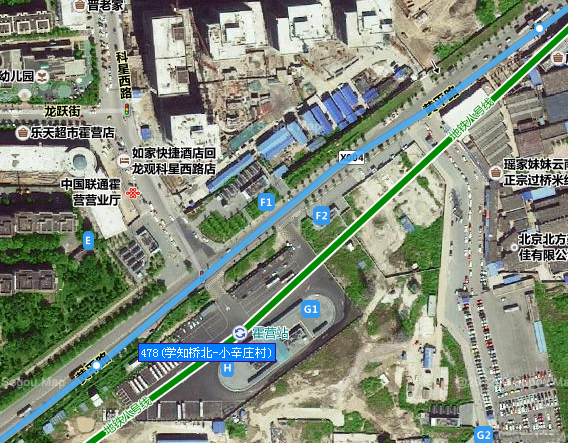 晋老家
科星西路
幼儿园
龙跃街
乐天超市霍营店
如家快捷酒店回
龙观科星西路店
中国联通霍
营营业厅
X004
地铁小号线
瑶家妹妹云南
正宗过桥米线
北京北方
佳有限公
E
F1
F2
G1
霍营站
478 (学知桥北-小辛庄村)
H
地铁小号线
G2
Sogou Map